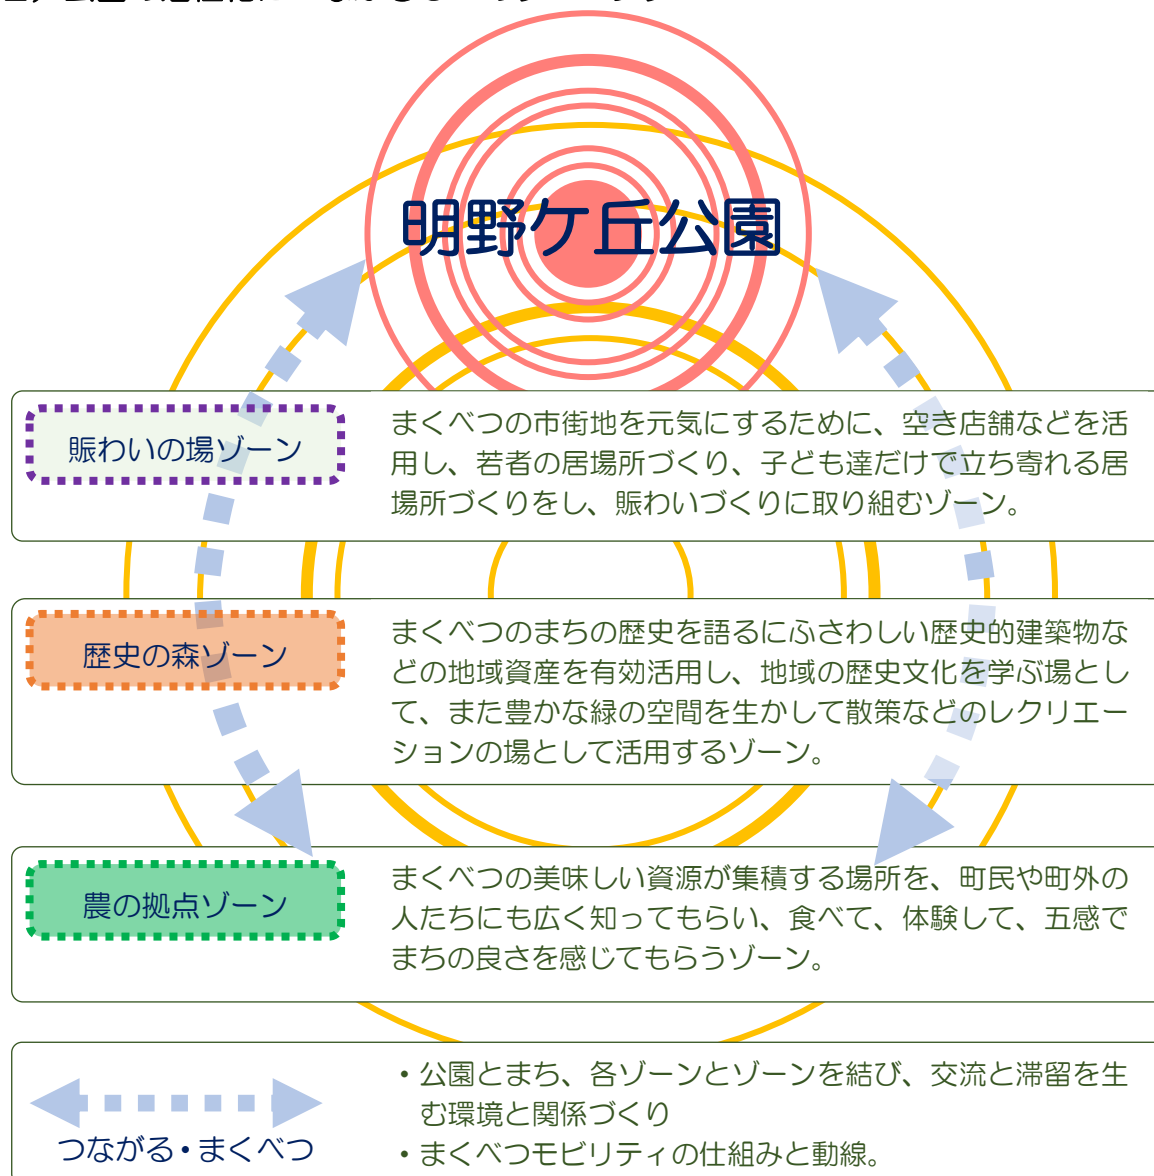 明野ケ丘公園
賑わいの場ゾーン
まくべつの市街地を元気にするために、空き店舗などを活
用し、若者の居場所づくり、子ども達だけで立ち寄れる居
場所づくりをし、賑わいづくりに取り組むゾーン。
歴史の森ゾーン
まくべつのまちの歴史を語るにふさわしい歴史的建築物な
どの地域資産を有効活用し、地域の歴史文化を学ぶ場とし
て、また豊かな緑の空間を生かして散策などのレクリエー
ションの場として活用するゾーン。
農の拠点ゾーン
まくべつの美味しい資源が集積する場所を、町民や町外の
人たちにも広く知ってもらい、食べて、体験して、五感で
まちの良さを感じてもらうゾーン。
つながる・まくべつ
・公園とまち、各ゾーンとゾーンを結び、交流と滞留を生
む環境と関係づくり
・まくべつモビリティの仕組みと動線。